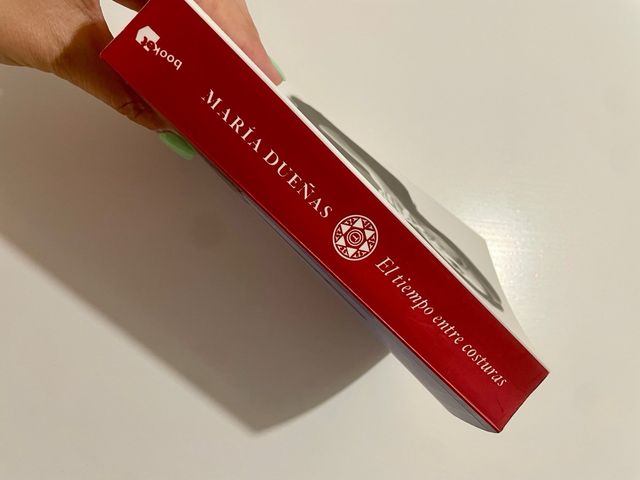 booket
MARÍA DUEÑAS
El tiempo entre costuras